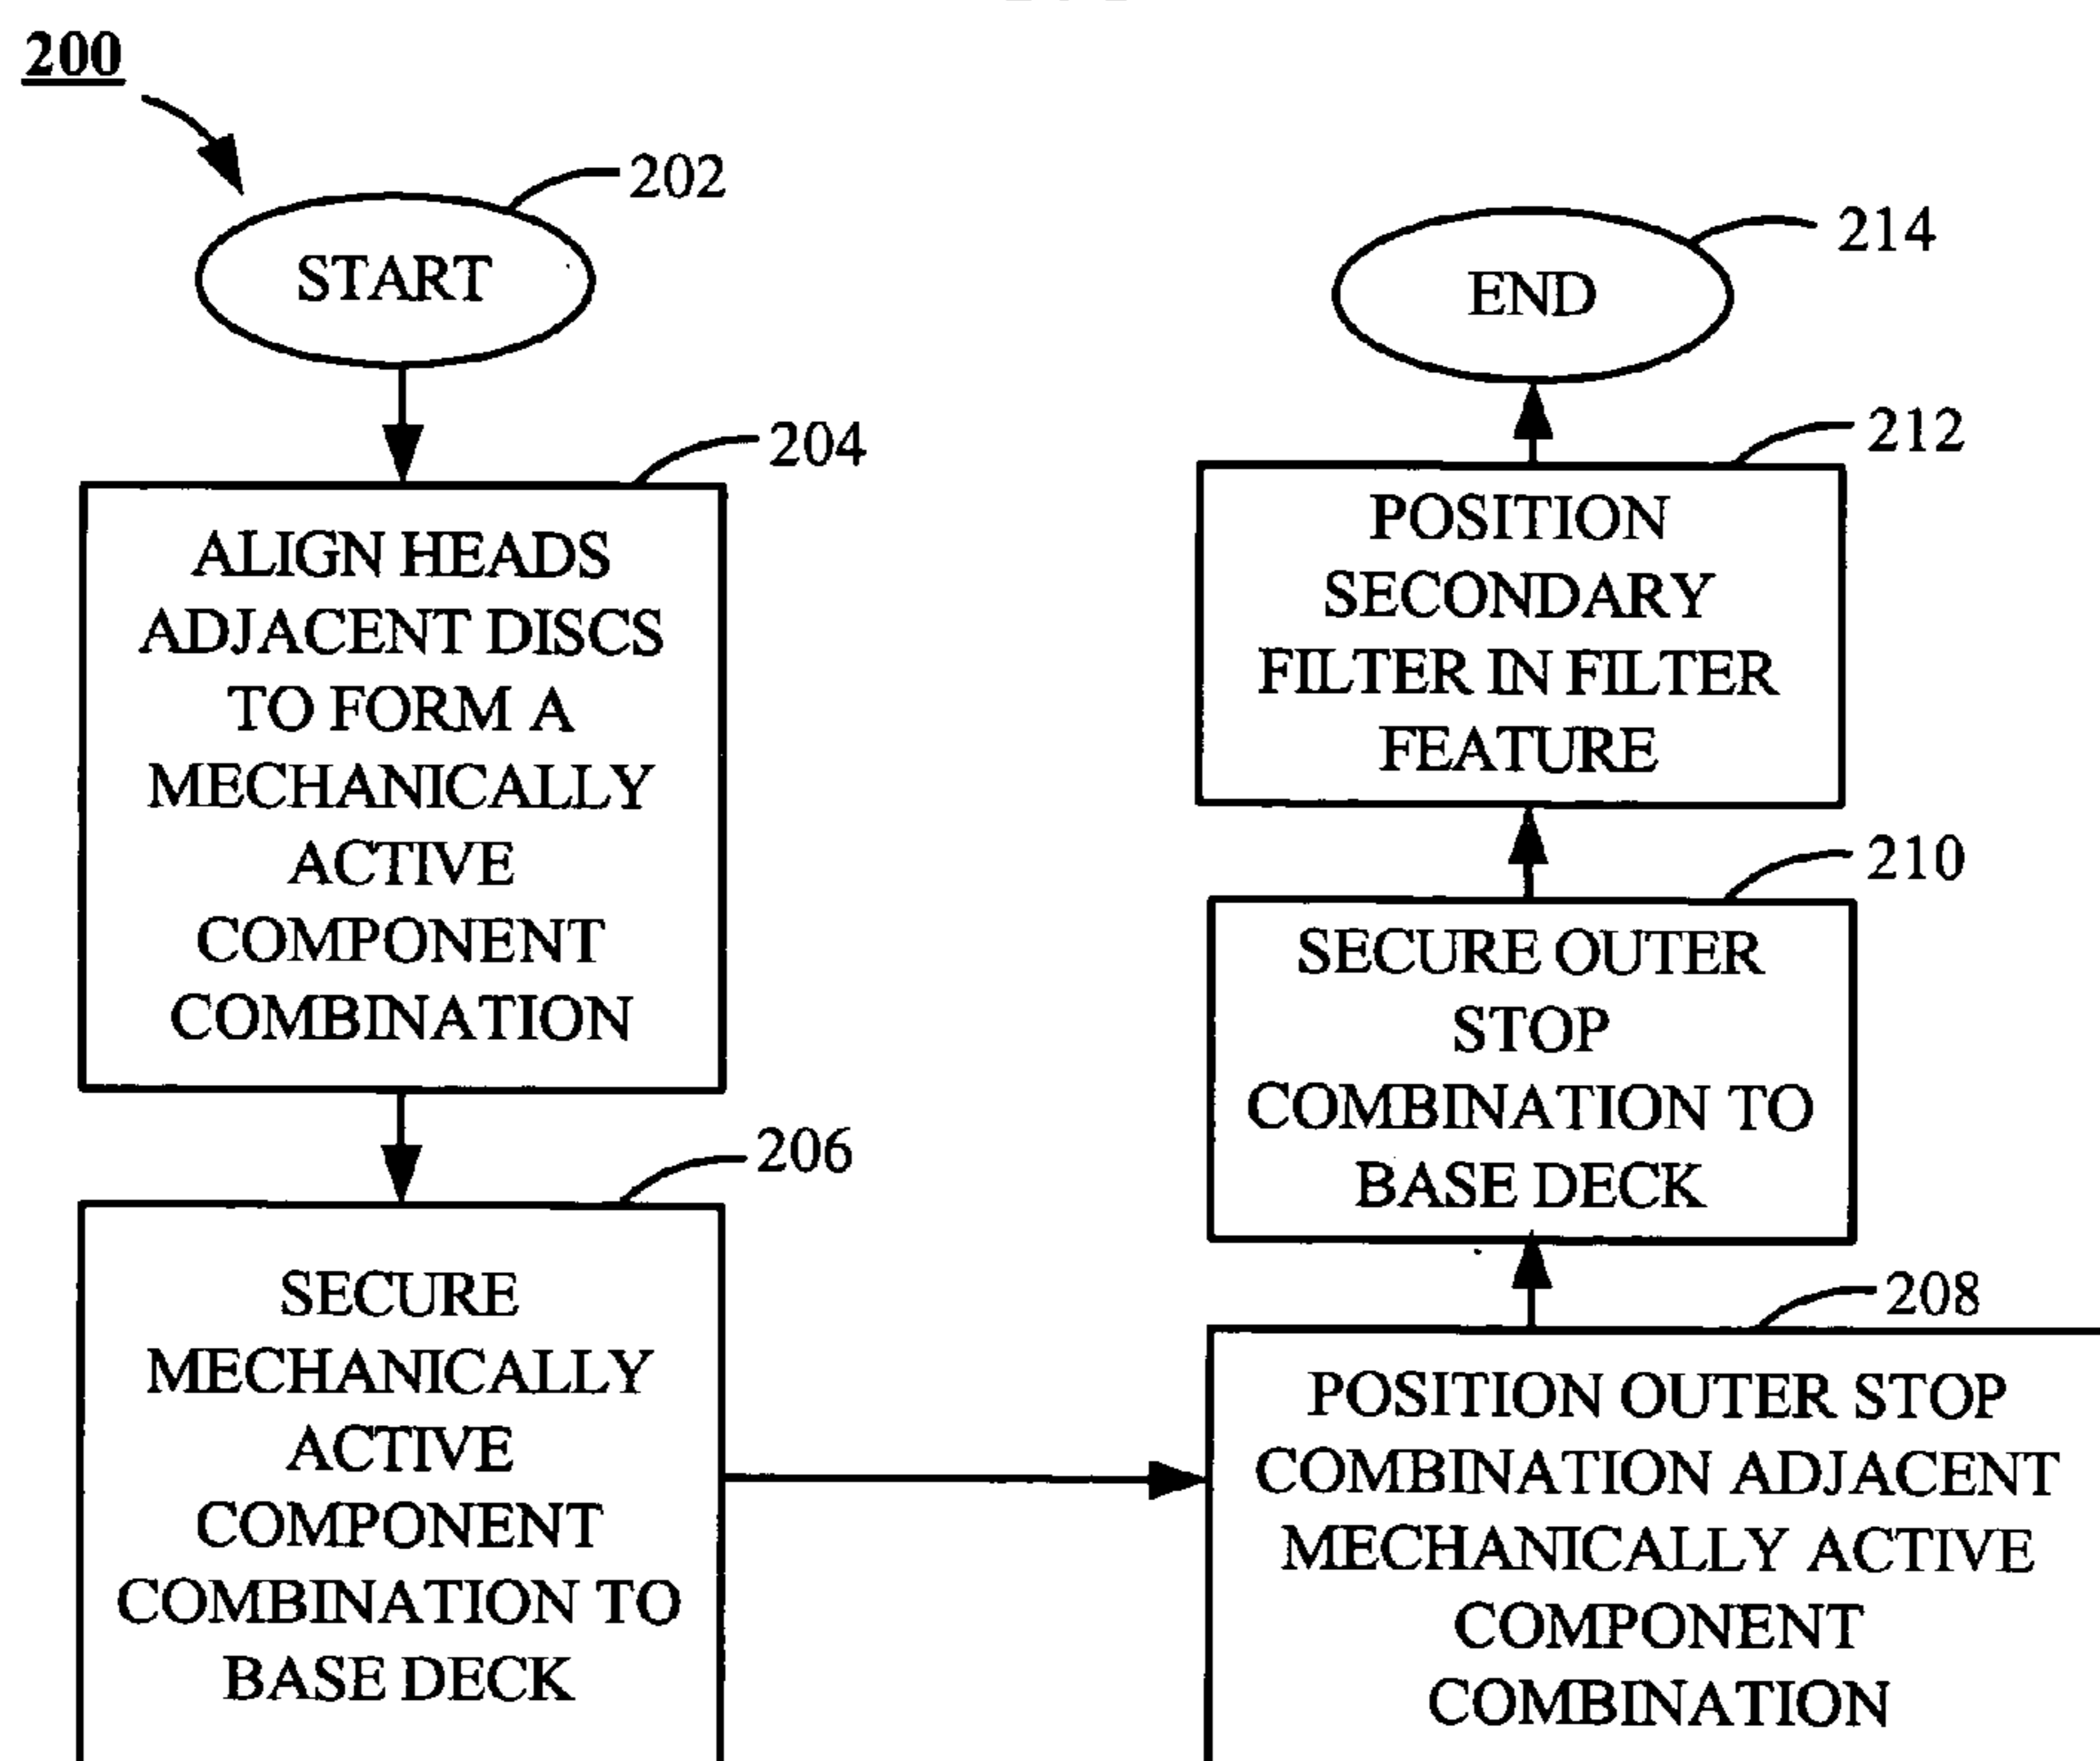 200
202
START
204
ALIGN HEADS
ADJACENT DISCS
TO FORM A
MECHANICALLY
ACTIVE
COMPONENT
COMBINATION
206
SECURE
MECHANICALLY
ACTIVE
COMPONENT
COMBINATION TO
BASE DECK
208
POSITION OUTER STOP
COMBINATION ADJACENT
MECHANICALLY ACTIVE
COMPONENT
COMBINATION
210
SECURE OUTER
STOP
COMBINATION TO
BASE DECK
212
POSITION
SECONDARY
FILTER IN FILTER
FEATURE
214
END